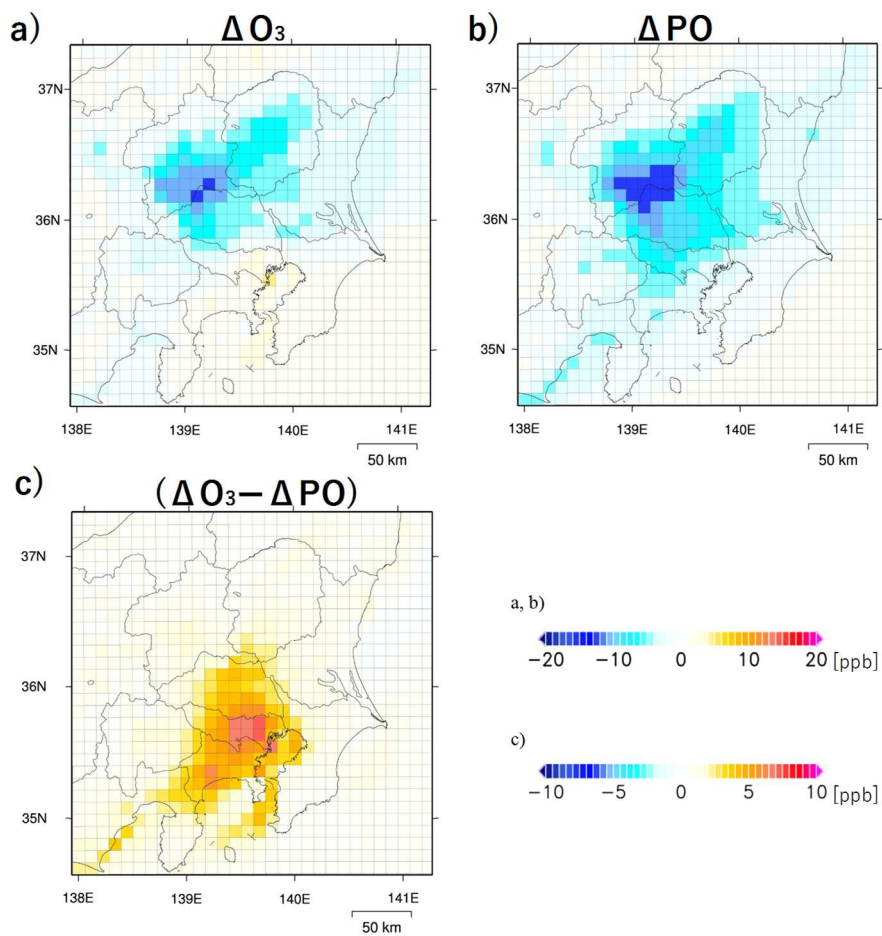 a)
ΔO₃
37N
36N
35N
138E 139E 140E 141E
50 km
b)
ΔPO
37N
36N
35N
138E 139E 140E 141E
50 km
c)
(ΔO₃－ΔPO)
37N
36N
35N
138E 139E 140E 141E
50 km
a, b)
−20 −10 0 10 20 [ppb]
c)
−10 −5 0 5 10 [ppb]